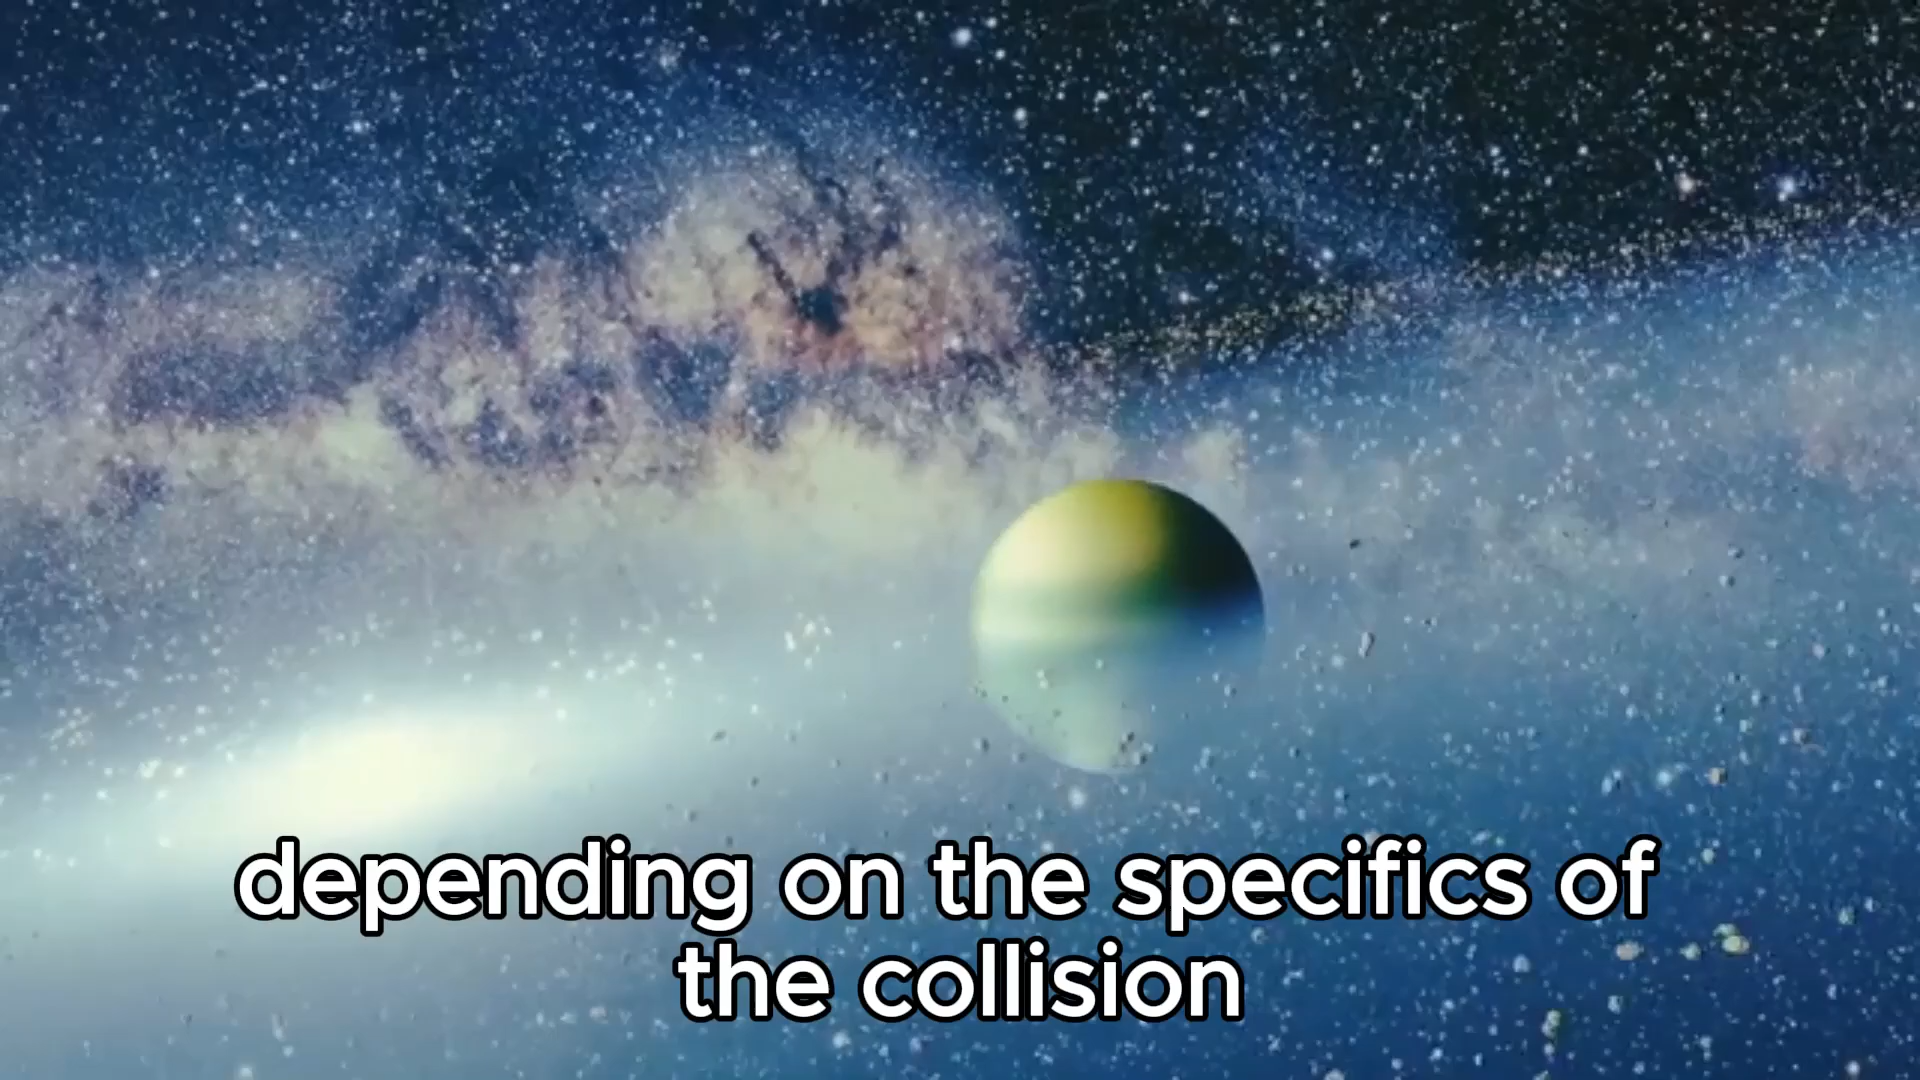 depending on the specifics of
the collision